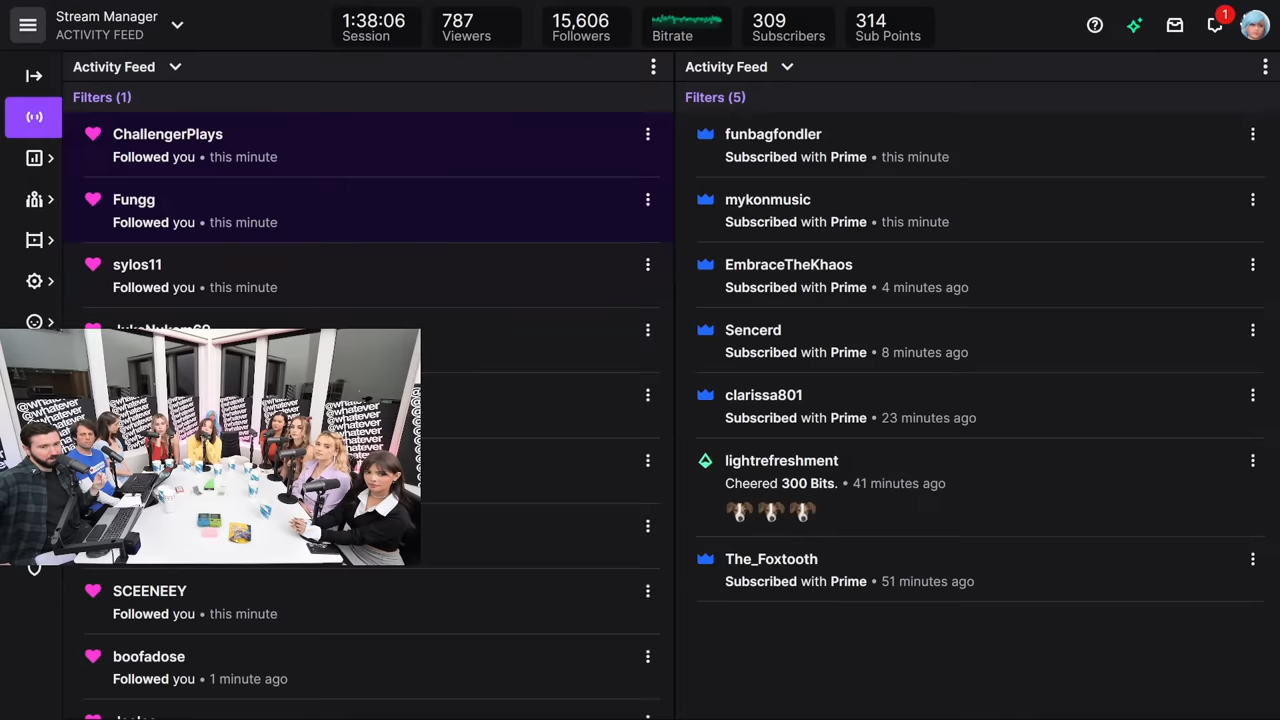 Stream Manager
ACTIVITY FEED
1:38:06
Session
787
Viewers
15,606
Followers
Bitrate
309
Subscribers
314
Sub Points
1
Activity Feed
Filters (1)
ChallengerPlays
Followed you • this minute
Fungg
Followed you • this minute
sylos11
Followed you • this minute
@whatever
@whatever
@whatever
@whatever
SCEENEEY
Followed you • this minute
boofadose
Followed you • 1 minute ago
Activity Feed
Filters (5)
funbagfondler
Subscribed with Prime • this minute
mykonmusic
Subscribed with Prime • this minute
EmbraceTheKhaos
Subscribed with Prime • 4 minutes ago
Sencerd
Subscribed with Prime • 8 minutes ago
clarissa801
Subscribed with Prime • 23 minutes ago
lightrefreshment
Cheered 300 Bits. • 41 minutes ago
The_Foxtooth
Subscribed with Prime • 51 minutes ago